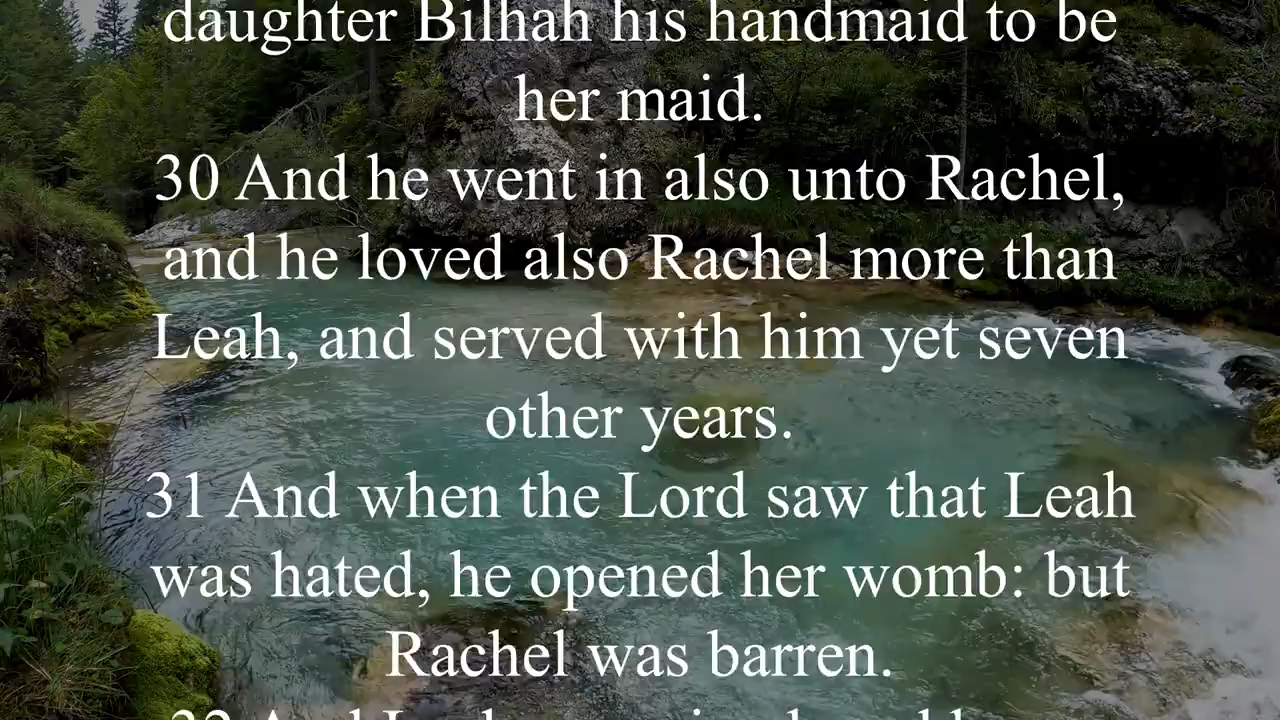 daughter Bilhah his handmaid to be
her maid.
30 And he went in also unto Rachel,
and he loved also Rachel more than
Leah, and served with him yet seven
other years.
31 And when the Lord saw that Leah
was hated, he opened her womb: but
Rachel was barren.